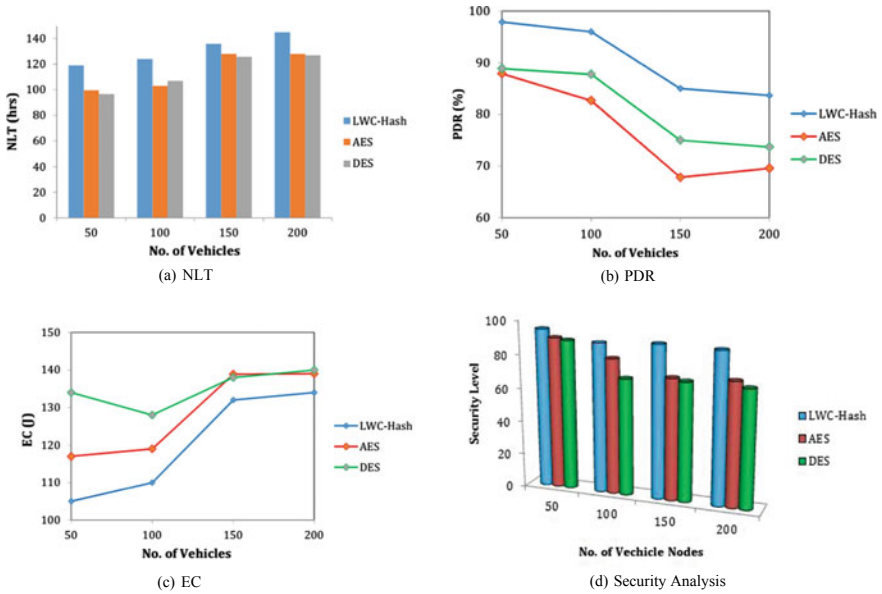 140
120
100
80
60
40
20
0
NLT (hrs)
50 100 150 200
No. of Vehicles
LWC-Hash
AES
DES
(a) NLT
100
90
80
70
60
PDR (%)
50 100 150 200
No. of Vehicles
LWC-Hash
AES
DES
(b) PDR
150
140
130
120
110
100
EC (J)
50 100 150 200
No. of Vehicles
LWC-Hash
AES
DES
(c) EC
100
80
60
40
20
0
Security Level
50 100 150 200
No. of Vechicle Nodes
LWC-Hash
AES
DES
(d) Security Analysis